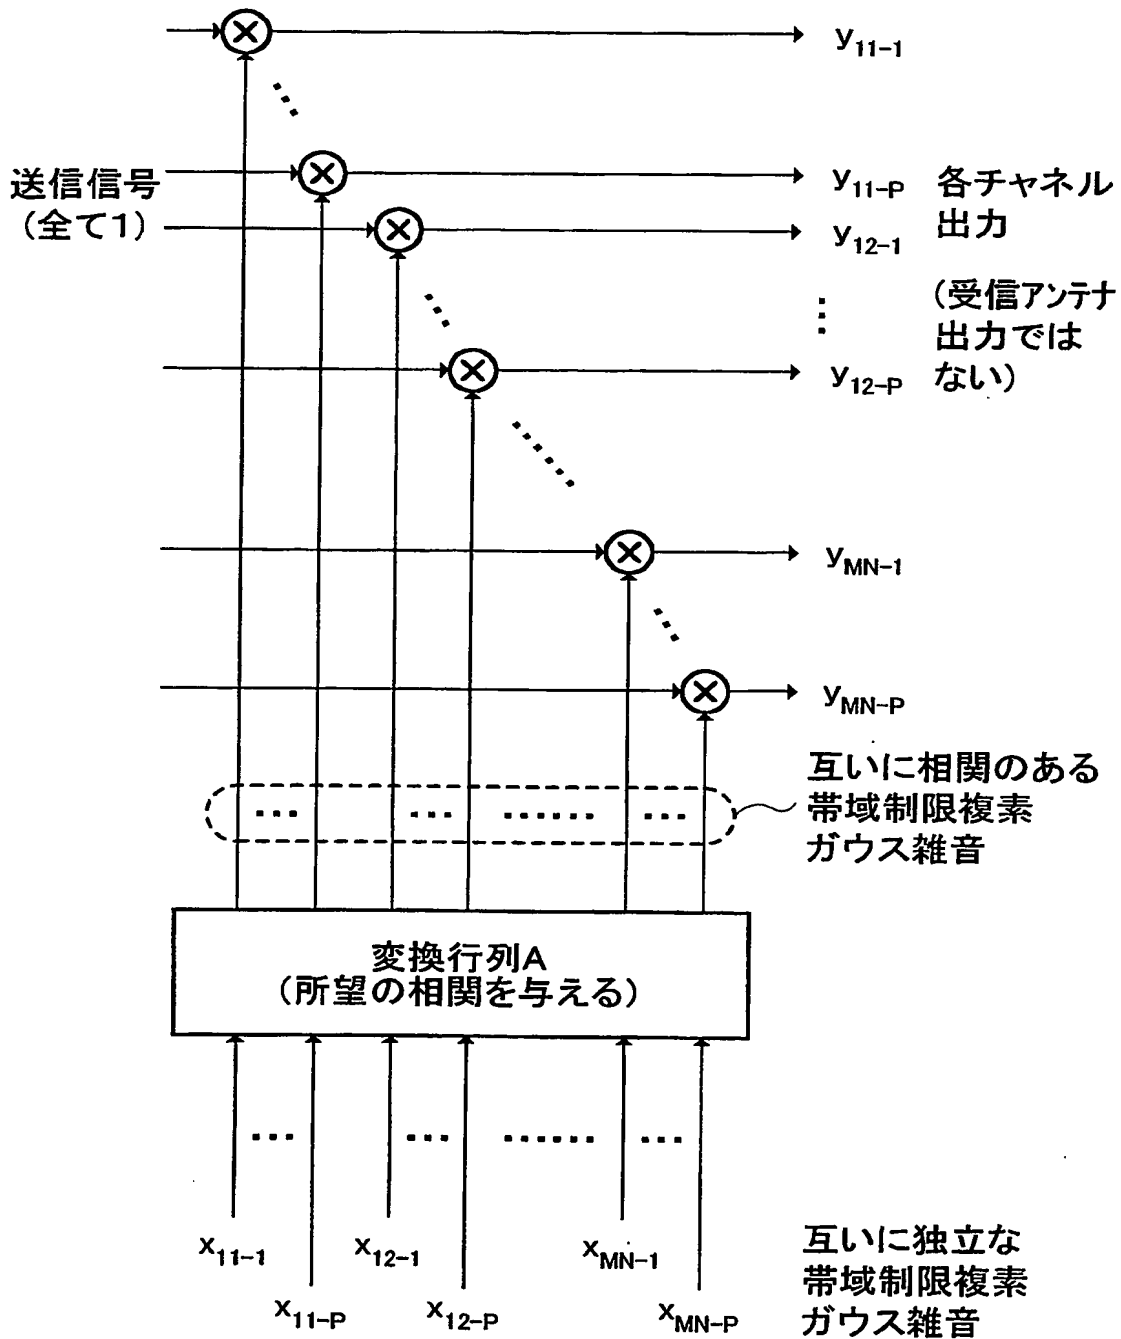 y11-1
送信信号
(全て1)
y11-P
y12-1
各チャネル
出力
(受信アンテナ
出力では
ない)
y12-P
yMN-1
yMN-P
互いに相関のある
帯域制限複素
ガウス雑音
変換行列A
(所望の相関を与える)
x11-1
x12-1
xMN-1
x11-P
x12-P
xMN-P
互いに独立な
帯域制限複素
ガウス雑音